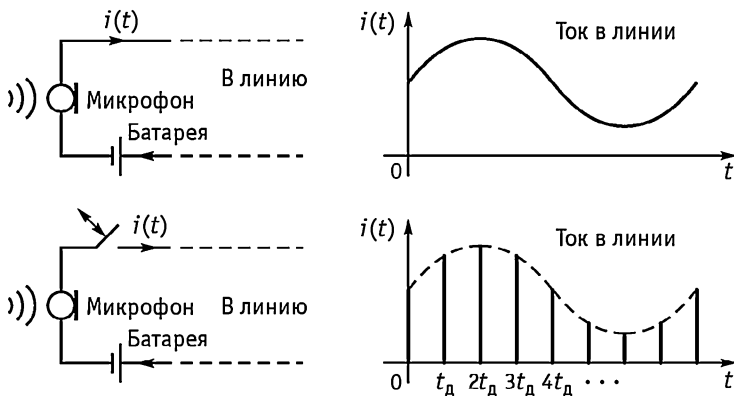 i(t)
В линию
Микрофон
Батарея
i(t)
Ток в линии
0
t
i(t)
В линию
Микрофон
Батарея
i(t)
Ток в линии
0 tд 2tд 3tд 4tд ··· t